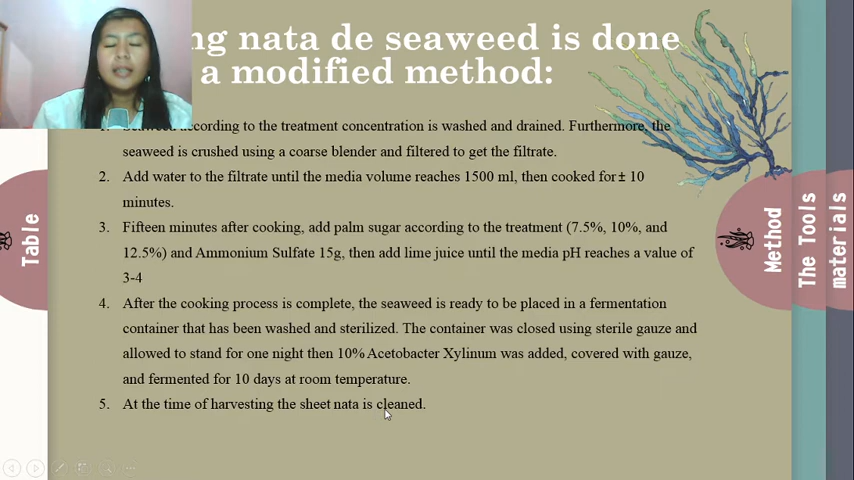 ng nata de seaweed is done
a modified method:
according to the treatment concentration is washed and drained. Furthermore, the
seaweed is crushed using a coarse blender and filtered to get the filtrate.
2. Add water to the filtrate until the media volume reaches 1500 ml, then cooked for± 10
minutes.
3. Fifteen minutes after cooking, add palm sugar according to the treatment (7.5%, 10%, and
12.5%) and Ammonium Sulfate 15g, then add lime juice until the media pH reaches a value of
3-4
4. After the cooking process is complete, the seaweed is ready to be placed in a fermentation
container that has been washed and sterilized. The container was closed using sterile gauze and
allowed to stand for one night then 10% Acetobacter Xylinum was added, covered with gauze,
and fermented for 10 days at room temperature.
5. At the time of harvesting the sheet nata is cleaned.
Table
Method
The Tools
materials